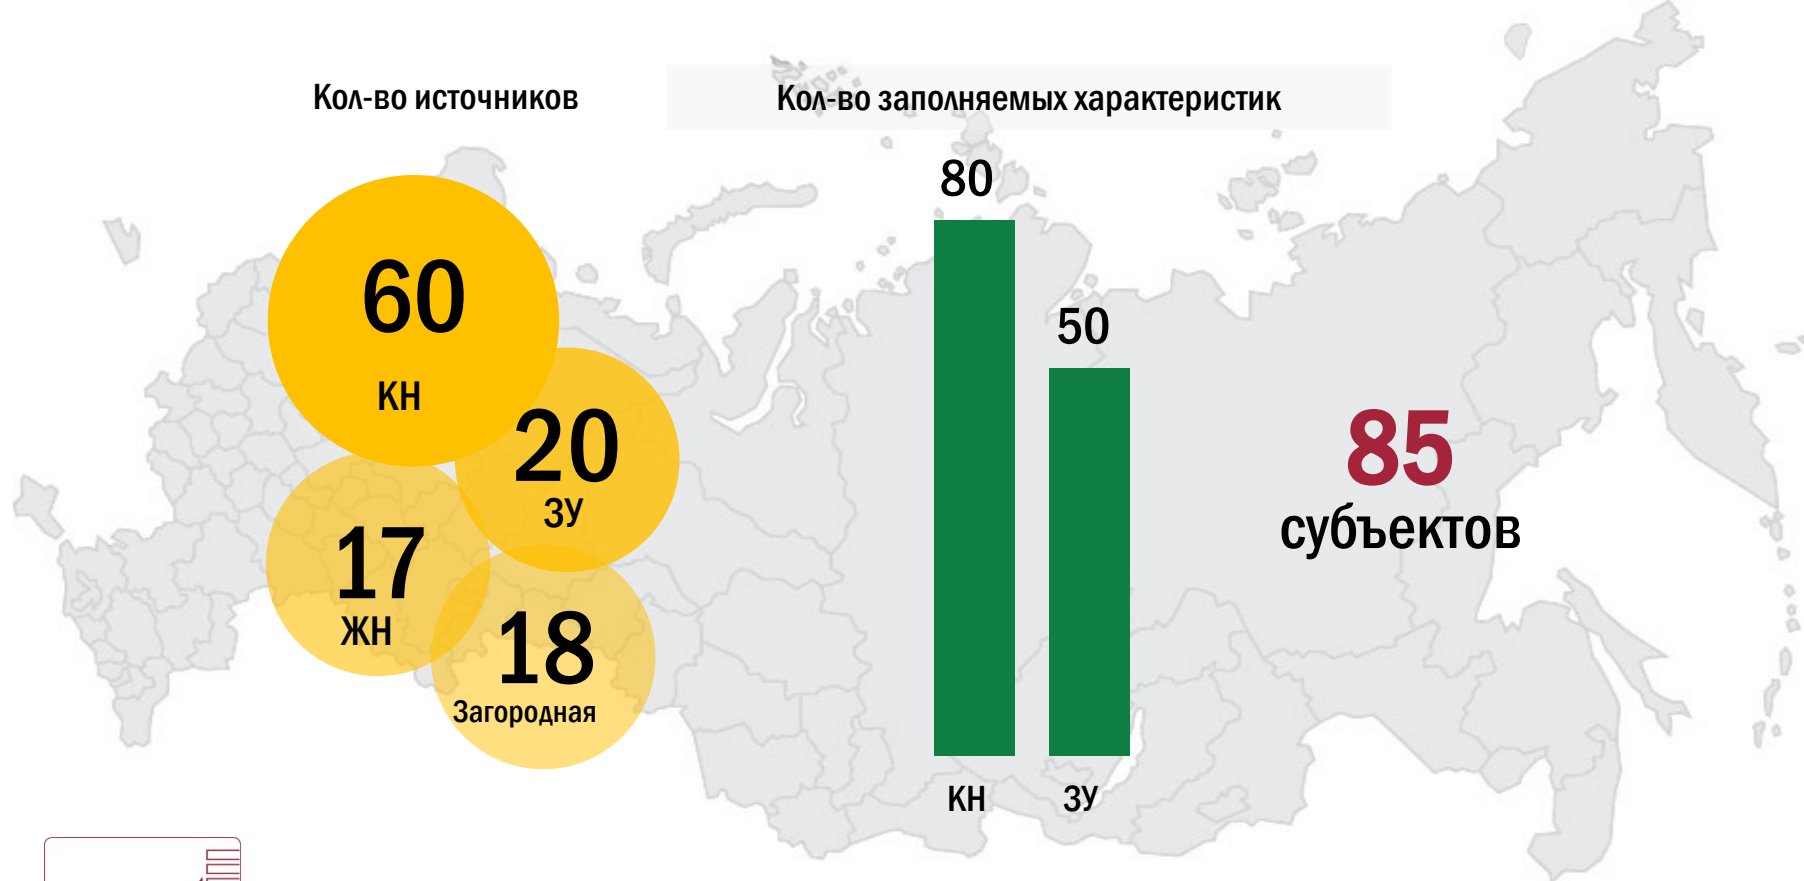 Кол-во источников
60
КН
20
ЗУ
17
ЖН
18
Загородная
Кол-во заполняемых характеристик
80
50
КН
ЗУ
85
субъектов